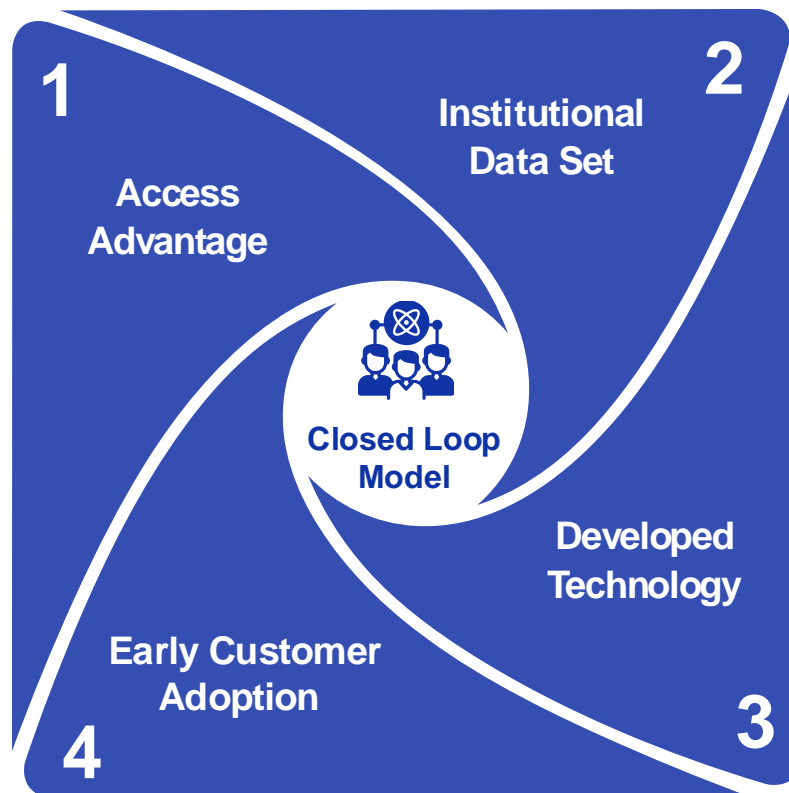 1
Access
Advantage
2
Institutional
Data Set
Closed Loop
Model
Developed
Technology
3
Early Customer
Adoption
4